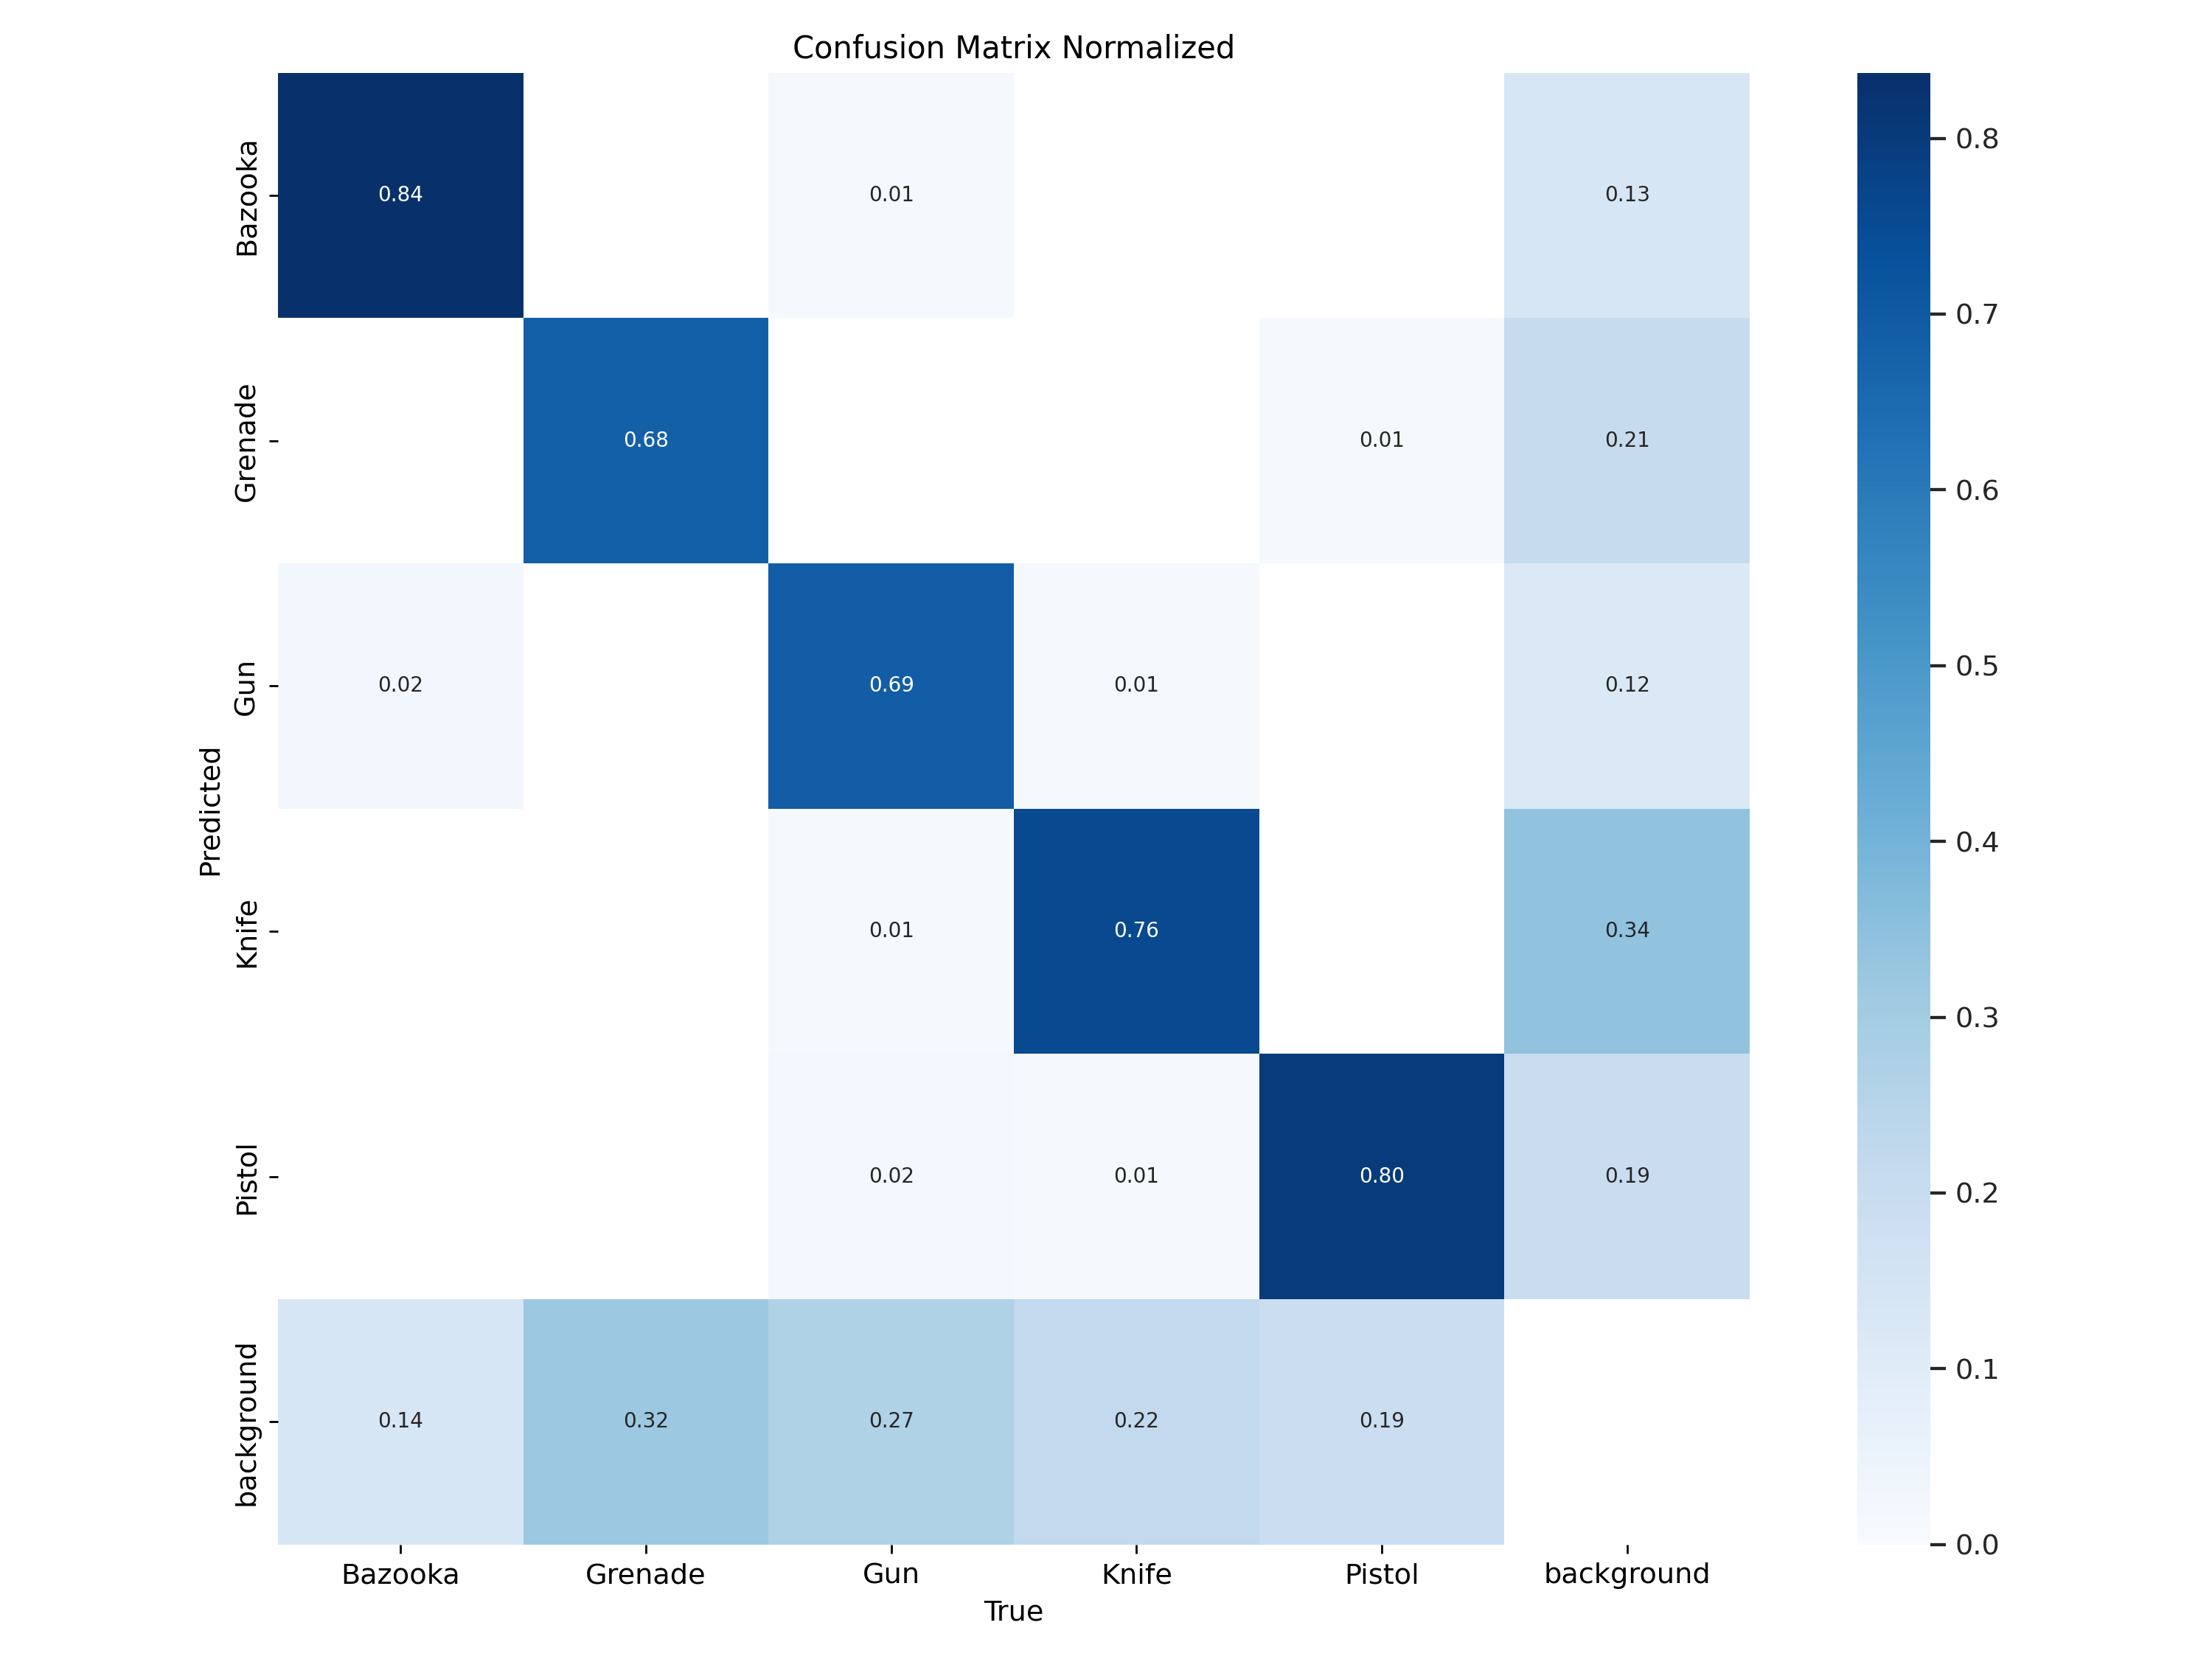 Confusion Matrix Normalized
Bazooka 0.84 0.01 0.13
Grenade 0.68 0.01 0.21
Gun 0.02 0.69 0.01 0.12
Knife 0.01 0.76 0.34
Pistol 0.02 0.01 0.80 0.19
background 0.14 0.32 0.27 0.22 0.19
Predicted
Bazooka Grenade Gun Knife Pistol background
True
0.8
0.7
0.6
0.5
0.4
0.3
0.2
0.1
0.0